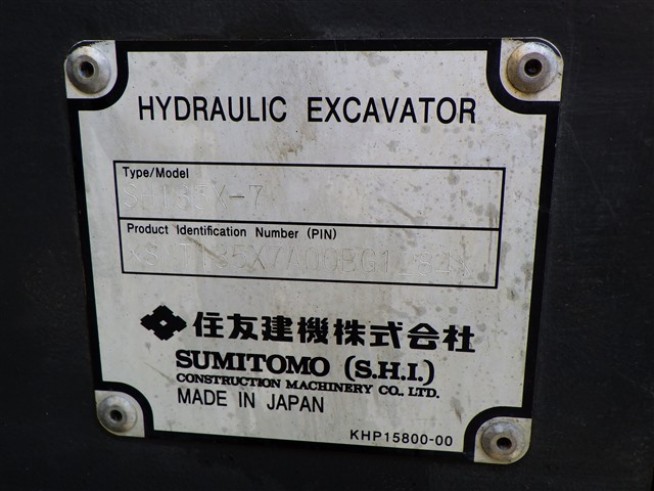 HYDRAULIC EXCAVATOR
Type/Model
Product Identification Number (PIN)
住友建機株式会社
SUMITOMO (S.H.I.)
CONSTRUCTION MACHINERY CO., LTD.
MADE IN JAPAN
KHP15800-00